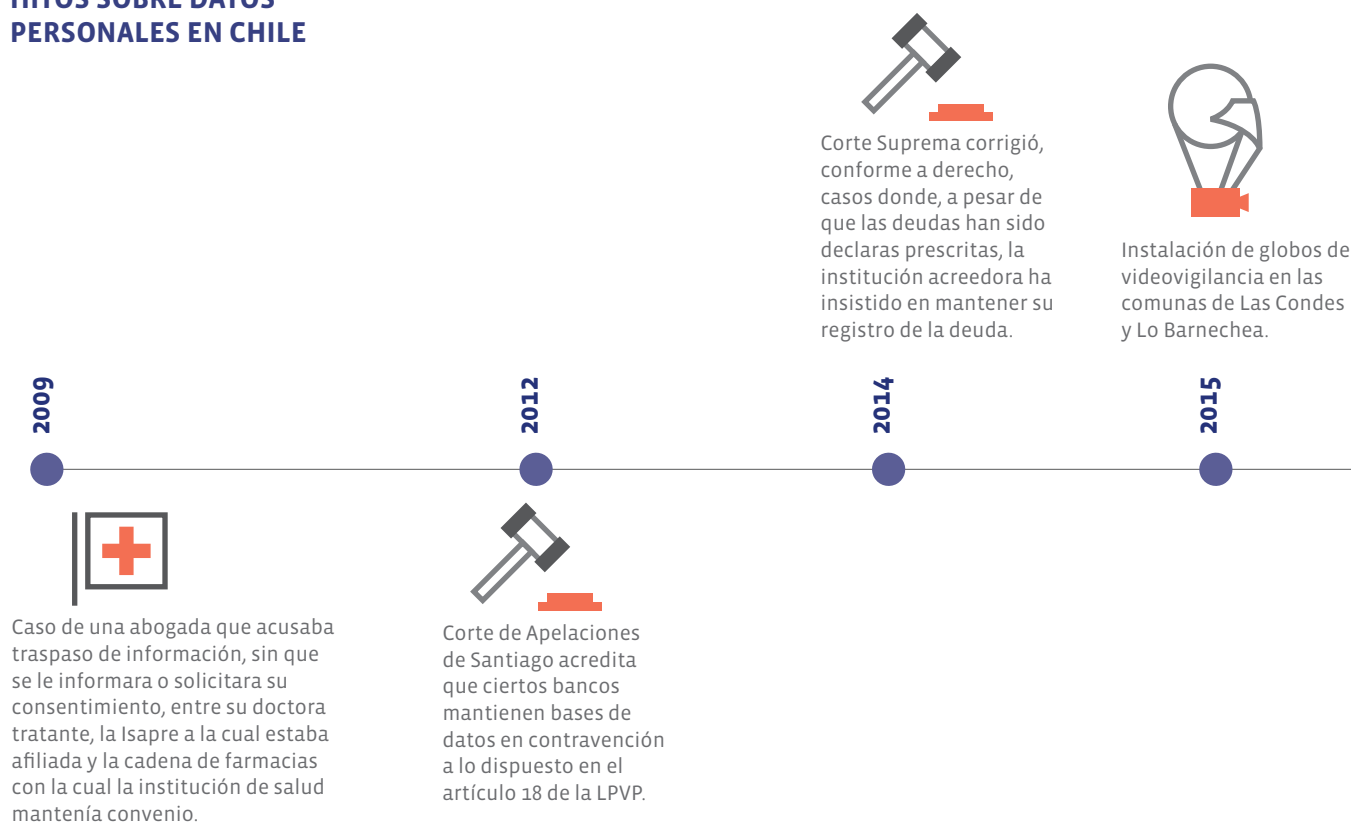 HITOS SOBRE DATOS
PERSONALES EN CHILE
Corte Suprema corrigió,
conforme a derecho,
casos donde, a pesar de
que las deudas han sido
declaras prescritas, la
institución acreedora ha
insistido en mantener su
registro de la deuda.
Instalación de globos de
videovigilancia en las
comunas de Las Condes
y Lo Barnechea.
2009
2012
2014
2015
Caso de una abogada que acusaba
traspaso de información, sin que
se le informara o solicitara su
consentimiento, entre su doctora
tratante, la Isapre a la cual estaba
afiliada y la cadena de farmacias
con la cual la institución de salud
mantenía convenio.
Corte de Apelaciones
de Santiago acredita
que ciertos bancos
mantienen bases de
datos en contravención
a lo dispuesto en el
artículo 18 de la LPVP.